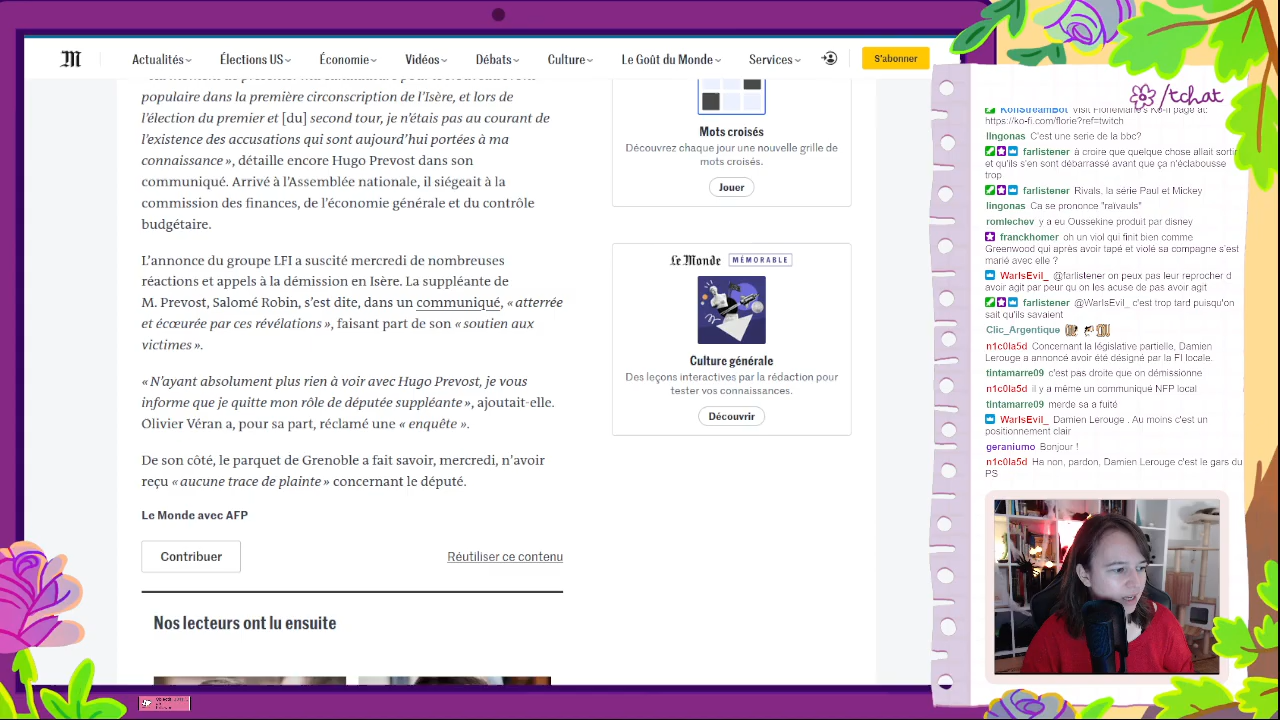 M
Actualités
Élections US
Économie
Vidéos
Débats
Culture
Le Goût du Monde
Services
S'abonner
populaire dans la première circonscription de l'Isère, et lors de
l'élection du premier et [du] second tour, je n'étais pas au courant de
l'existence des accusations qui sont aujourd'hui portées à ma
connaissance », détaille encore Hugo Prevost dans son
communiqué. Arrivé à l'Assemblée nationale, il siégeait à la
commission des finances, de l'économie générale et du contrôle
budgétaire.
L'annonce du groupe LFI a suscité mercredi de nombreuses
réactions et appels à la démission en Isère. La suppléante de
M. Prevost, Salomé Robin, s'est dite, dans un communiqué, « atterrée
et écœurée par ces révélations », faisant part de son « soutien aux
victimes ».
« N'ayant absolument plus rien à voir avec Hugo Prevost, je vous
informe que je quitte mon rôle de députée suppléante », ajoutait-elle.
Olivier Véran a, pour sa part, réclamé une « enquête ».
De son côté, le parquet de Grenoble a fait savoir, mercredi, n'avoir
reçu « aucune trace de plainte » concernant le député.
Le Monde avec AFP
Contribuer
Réutiliser ce contenu
Nos lecteurs ont lu ensuite
Mots croisés
Découvrez chaque jour une nouvelle grille de
mots croisés.
Jouer
Le Monde MÉMORABLE
Culture générale
Des leçons interactives par la rédaction pour
tester vos connaissances.
Découvrir
/tchat
KofiStreamBot Visit Florienans's Ko-fi page at:
https://ko-fi.com/florie?ref=twitch
lingonas C'est une serie de la bbc?
farlistener à croire que quelque chose allait sortir
et qu'ils s'en sont débarrassé avant que ça n'éclabousse
trop
farlistener Rivals, la série Paul et Mickey
lingonas Ca se prononce "raïvauls"
romlechev y a eu Oussekine produit par disney
franckhomer oh un viol qui finit bien comme
Greenwood qui après avoir tapé et violé sa compagne s'est
marié avec elle ?
WarIsEvil_ @farlistener on peux pas leur reprocher d
avoir agit par peur qu on les acuse de pas avoir agit
farlistener @WarIsEvil_ c'est trop tard puisqu'on
sait qu'ils savaient
Clic_Argentique
n1c0la5d Concernant la législative partielle, Damien
Lerouge a annoncé avoir été désigné par la FI locale.
tintamarre09 c'est pas droite que on démissionne
n1c0la5d il y a même un communiqué NFP local
tintamarre09 merde sa a fuité
WarIsEvil_ Damien Lerouge . Au moins c'est un
positionnement clair
geraniumo Bonjour !
n1c0la5d Ha non, pardon, Damien Lerouge c'est le gars du
PS